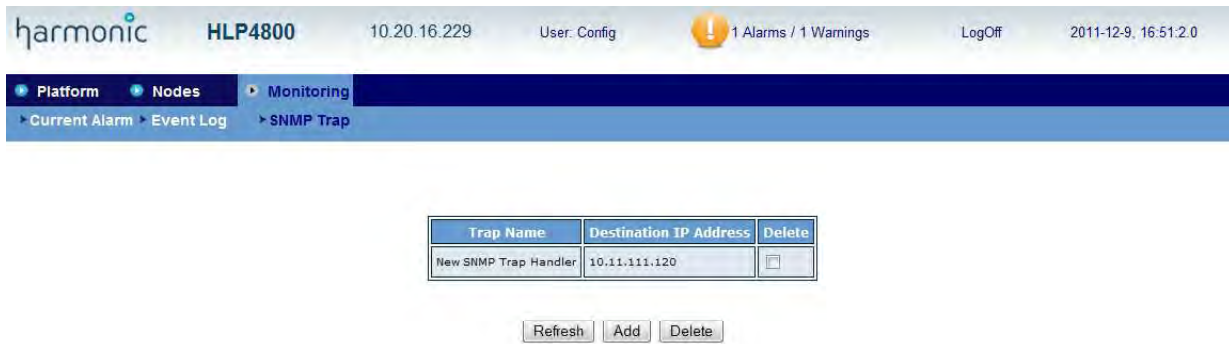 harmonic HLP4800 10.20.16.229 User: Config 1 Alarms / 1 Warnings LogOff 2011-12-9, 16:51:2.0
Platform Nodes Monitoring
Current Alarm Event Log SNMP Trap
Trap Name Destination IP Address Delete
New SNMP Trap Handler 10.11.111.120
Refresh Add Delete